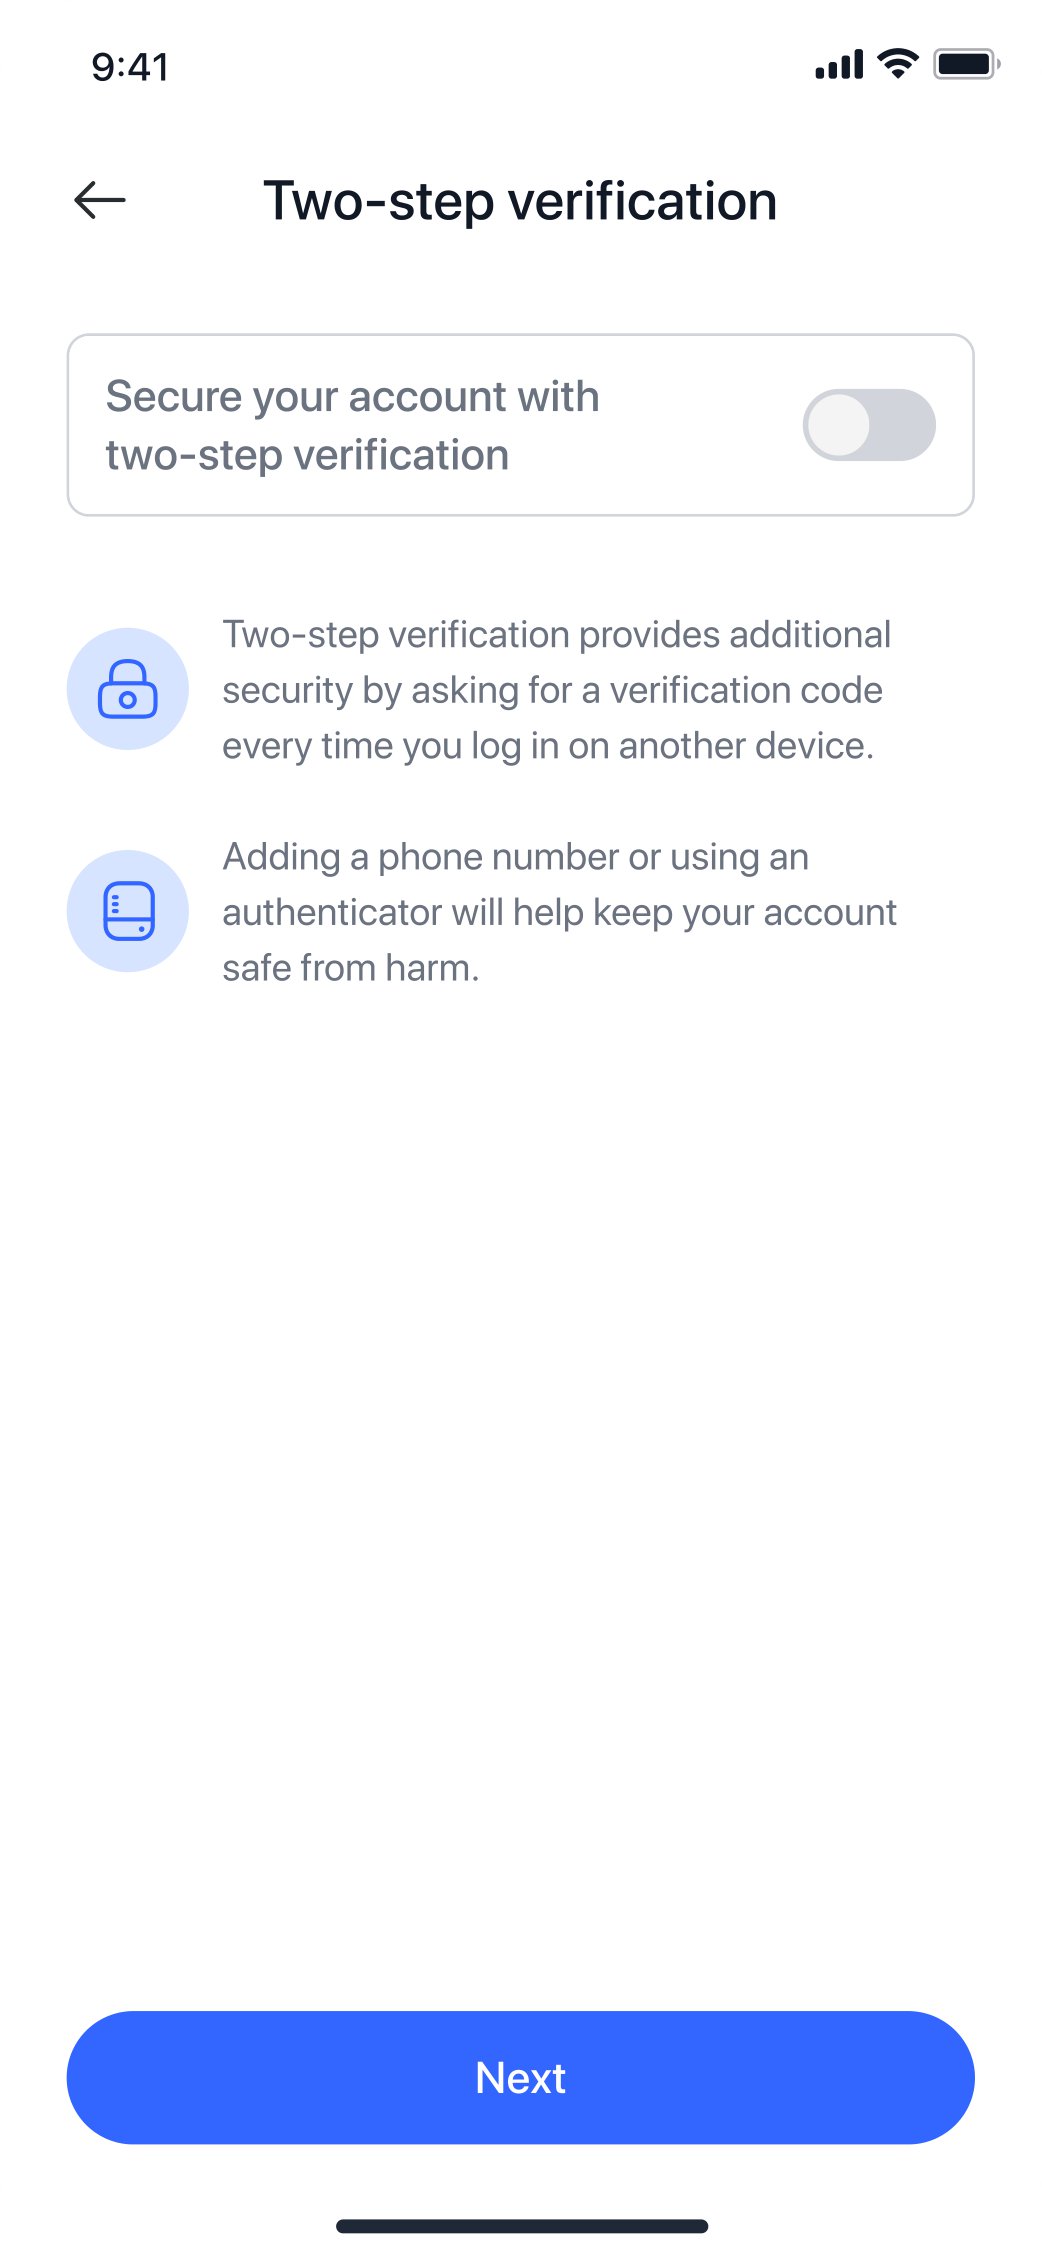 9:41
Two-step verification
Secure your account with
two-step verification
Two-step verification provides additional
security by asking for a verification code
every time you log in on another device.
Adding a phone number or using an
authenticator will help keep your account
safe from harm.
Next